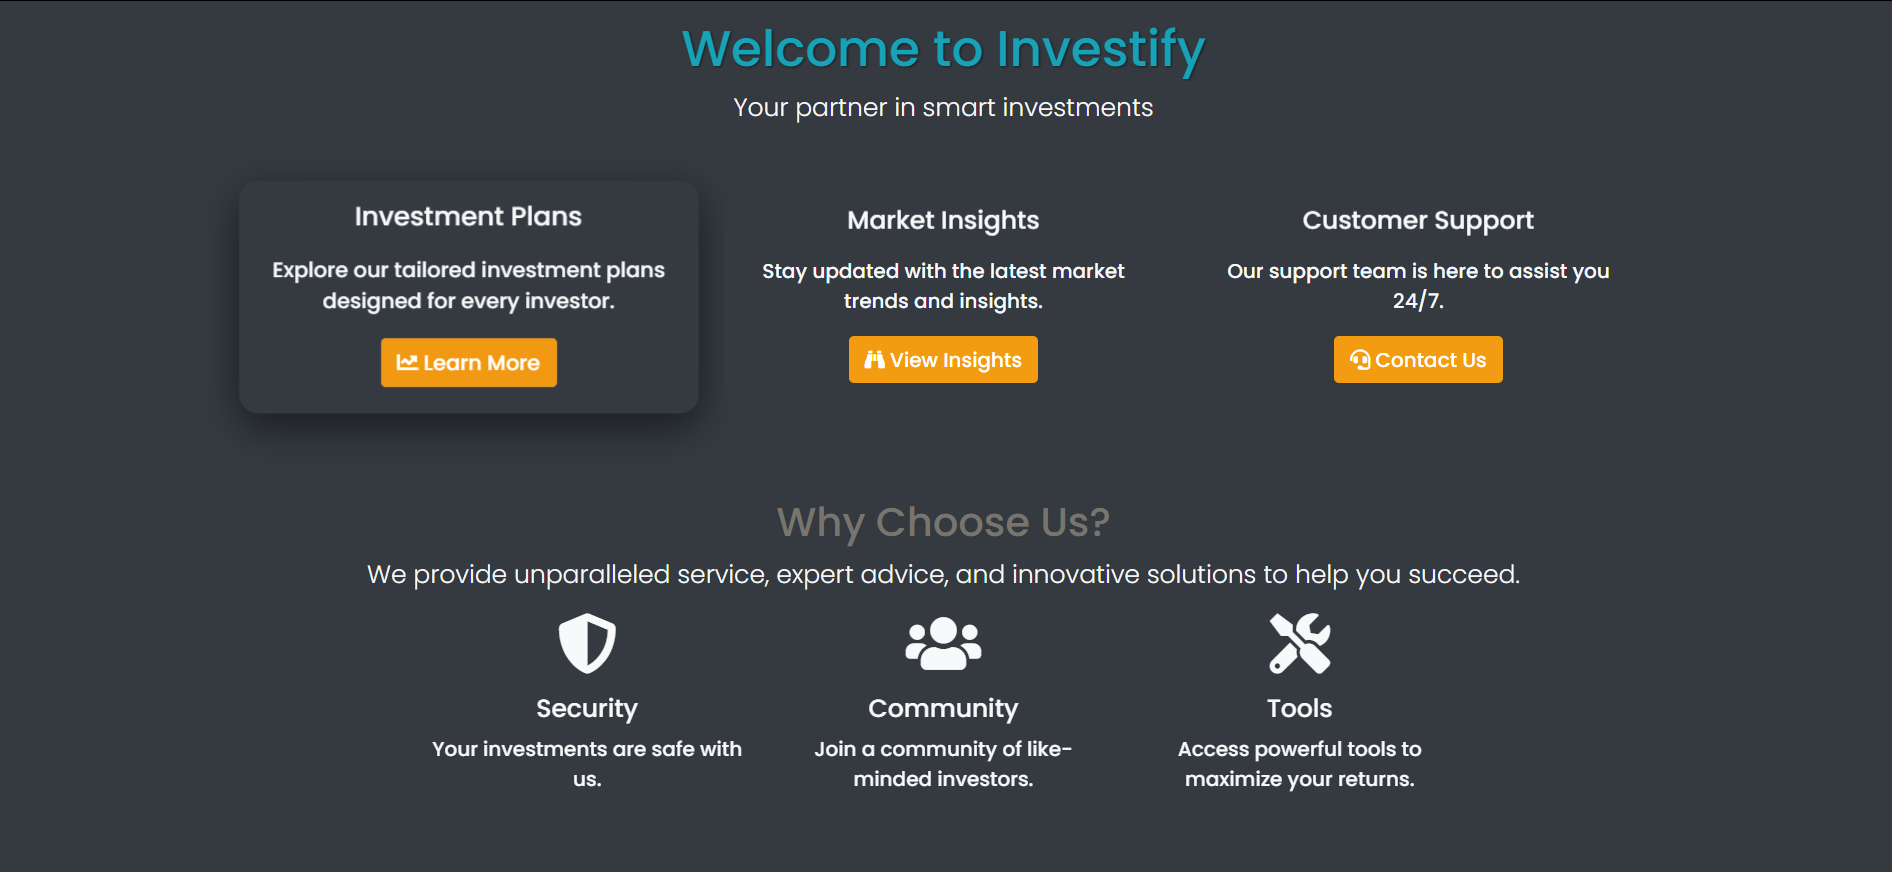 Welcome to Investify
Your partner in smart investments
Investment Plans
Explore our tailored investment plans
designed for every investor.
Learn More
Market Insights
Stay updated with the latest market
trends and insights.
View Insights
Customer Support
Our support team is here to assist you
24/7.
Contact Us
Why Choose Us?
We provide unparalleled service, expert advice, and innovative solutions to help you succeed.
Security
Your investments are safe with
us.
Community
Join a community of like-
minded investors.
Tools
Access powerful tools to
maximize your returns.